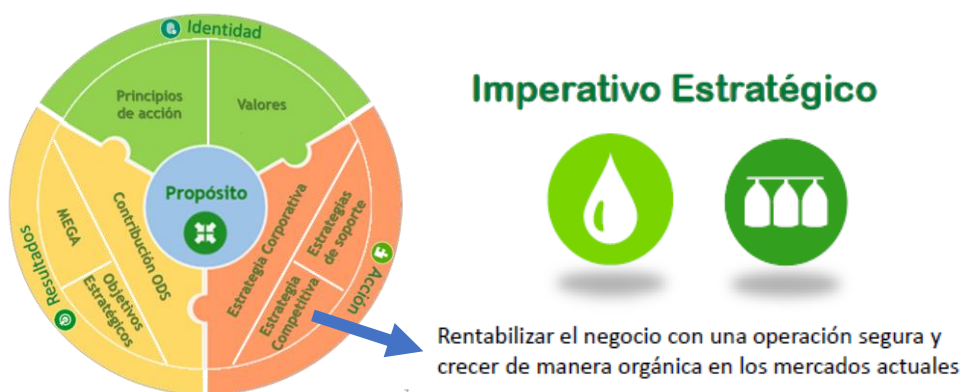 Identidad
Principios
de acción
Valores
Propósito
Resultados
MEGA
Objetivos
Estratégicos
Contribución ODS
Estrategia Corporativa
Estrategias
de soporte
Estrategia
Competitiva
Acción
Imperativo Estratégico
Rentabilizar el negocio con una operación segura y
crecer de manera orgánica en los mercados actuales